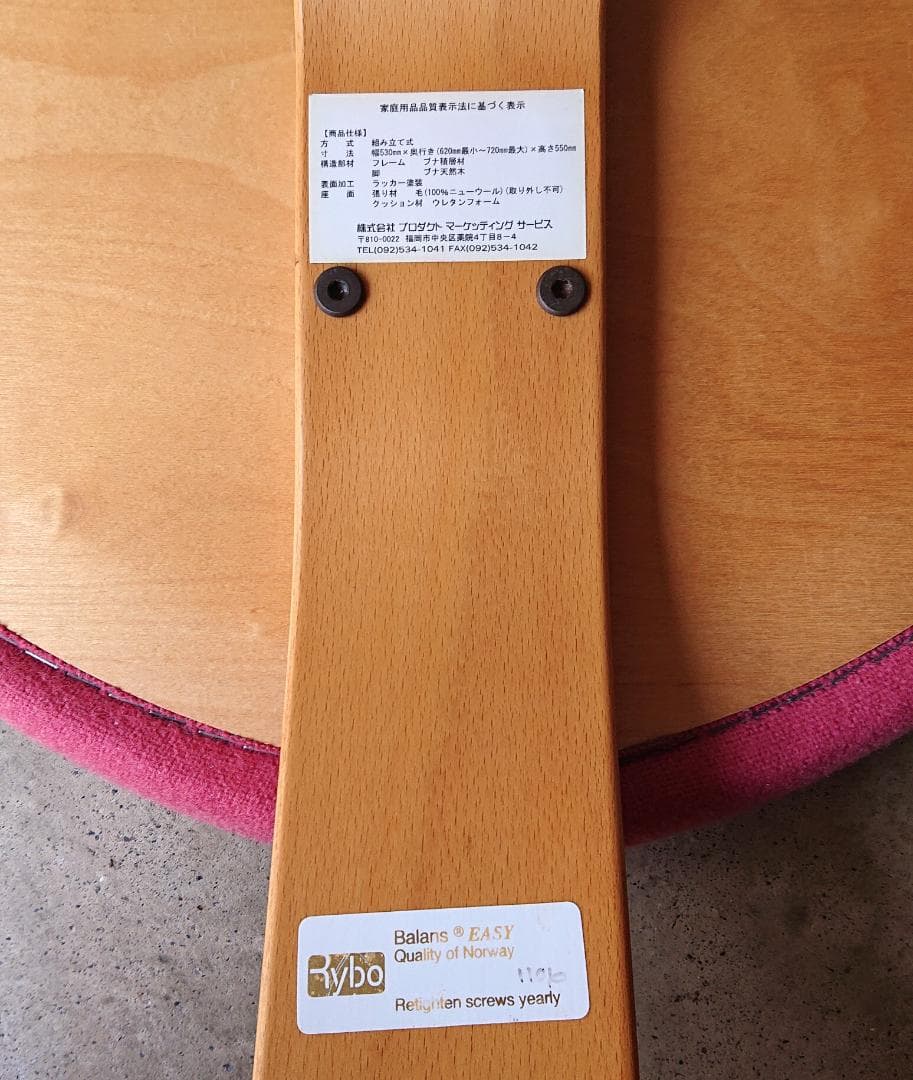 家庭用品品質表示法に基づく表示
【商品仕様】
方　式　組み立て式
寸　法　幅530mm×奥行き(620mm最小～720mm最大)×高さ550mm
構造部材　フレーム　ブナ積層材
脚　ブナ天然木
表面加工　ラッカー塗装
座　面　張り材　毛(100%ニューウール)(取り外し不可)
クッション材　ウレタンフォーム
株式会社 プロダクト マーケッティング サービス
〒810-0022 福岡市中央区薬院4丁目8-4
TEL(092)534-1041 FAX(092)534-1042
Balans ® EASY
Rybo
Quality of Norway
Retighten screws yearly